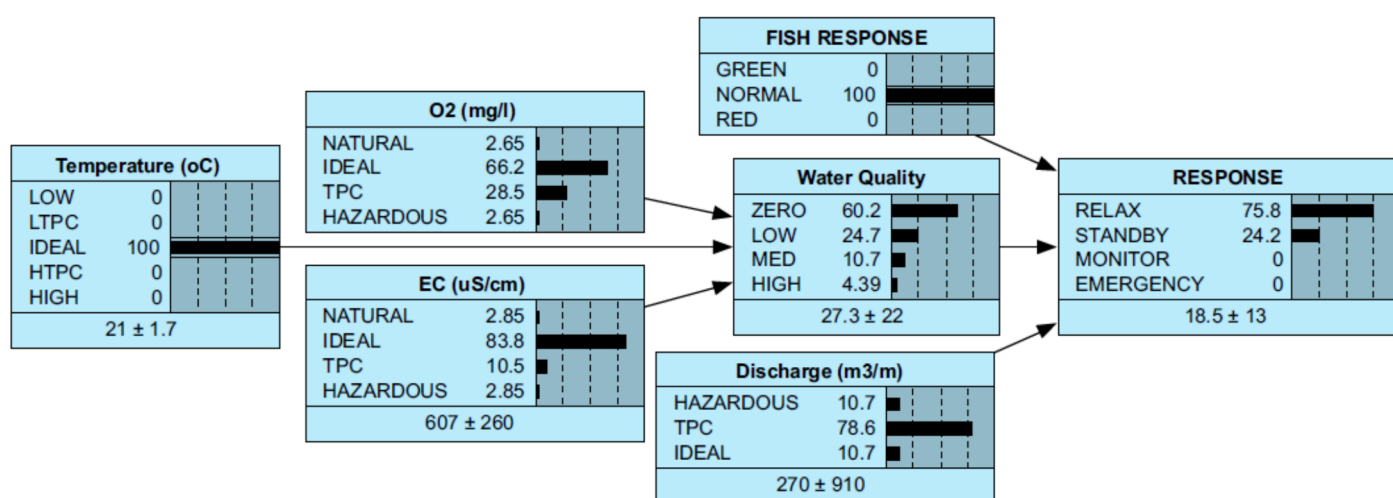 FISH RESPONSE
GREEN 0
NORMAL 100
RED 0
O2 (mg/l)
NATURAL 2.65
IDEAL 66.2
TPC 28.5
HAZARDOUS 2.65
Temperature (oC)
LOW 0
LTPC 0
IDEAL 100
HTPC 0
HIGH 0
21 ± 1.7
Water Quality
ZERO 60.2
LOW 24.7
MED 10.7
HIGH 4.39
27.3 ± 22
RESPONSE
RELAX 75.8
STANDBY 24.2
MONITOR 0
EMERGENCY 0
18.5 ± 13
EC (uS/cm)
NATURAL 2.85
IDEAL 83.8
TPC 10.5
HAZARDOUS 2.85
607 ± 260
Discharge (m3/m)
HAZARDOUS 10.7
TPC 78.6
IDEAL 10.7
270 ± 910